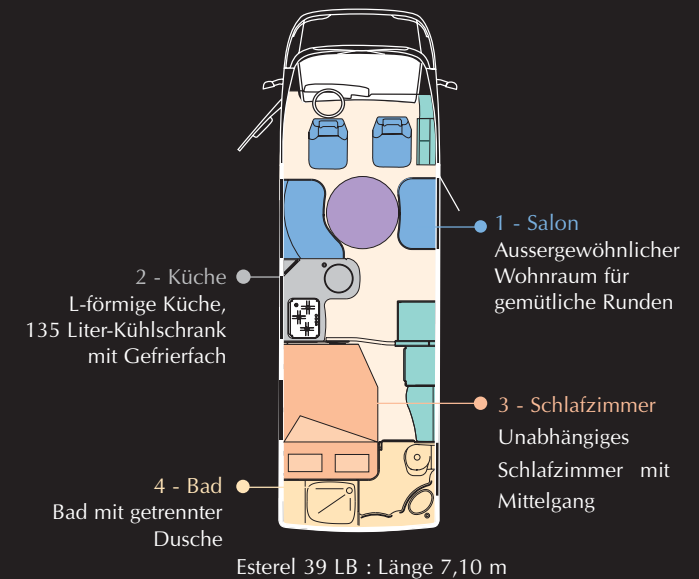 1 - Salon
Aussergewöhnlicher
Wohnraum für
gemütliche Runden
2 - Küche
L-förmige Küche,
135 Liter-Kühlschrank
mit Gefrierfach
3 - Schlafzimmer
Unabhängiges
Schlafzimmer mit
Mittelgang
4 - Bad
Bad mit getrennter
Dusche
Esterel 39 LB : Länge 7,10 m